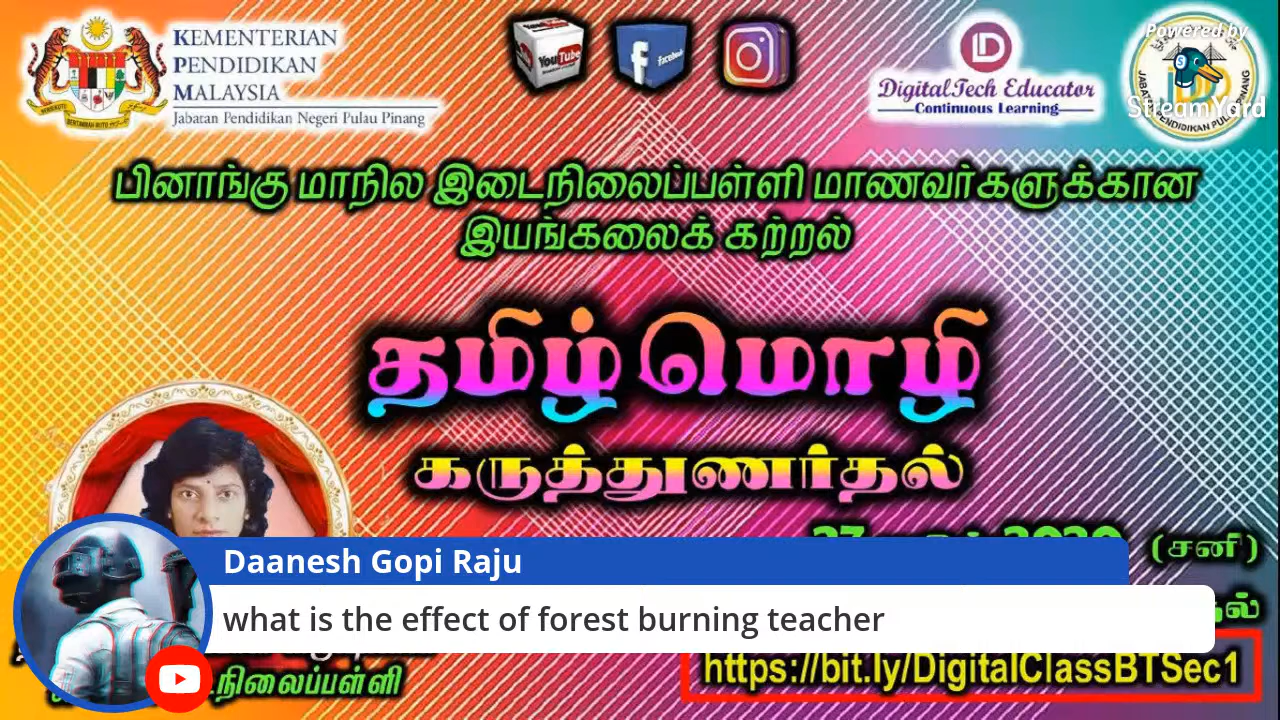 KEMENTERIAN
PENDIDIKAN
MALAYSIA
Jabatan Pendidikan Negeri Pulau Pinang
YouTube
facebook
DigitalTech Educator
Continuous Learning
Powered by
StreamYard
பினாங்கு மாநில இடைநிலைப்பள்ளி மாணவர்களுக்கான
இயங்கலைக் கற்றல்
தமிழ்மொழி
கருத்துணர்தல்
(சனி)
Daanesh Gopi Raju
what is the effect of forest burning teacher
https://bit.ly/DigitalClassBTSec1